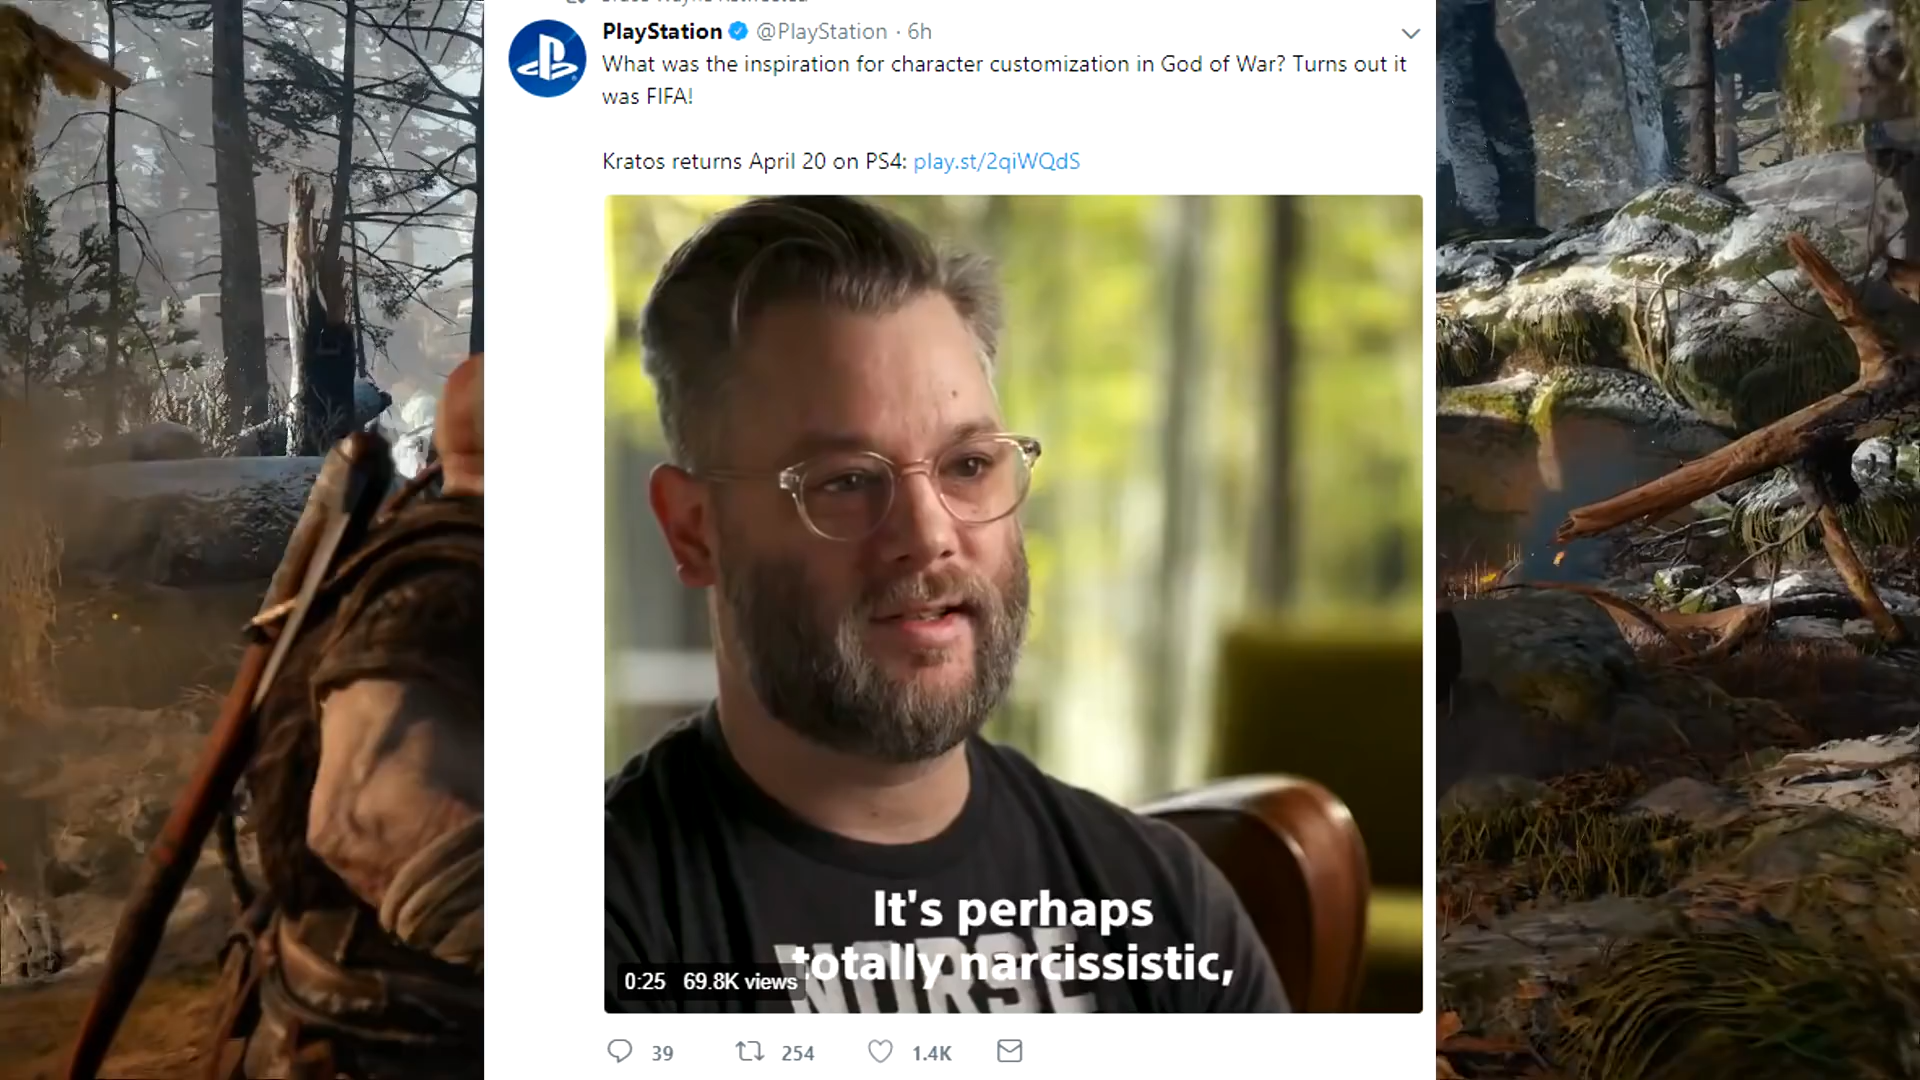 PlayStation @PlayStation · 6h
What was the inspiration for character customization in God of War? Turns out it
was FIFA!
Kratos returns April 20 on PS4: play.st/2qiWQdS
It's perhaps
totally narcissistic,
NORSE
0:25 69.8K views
39 254 1.4K